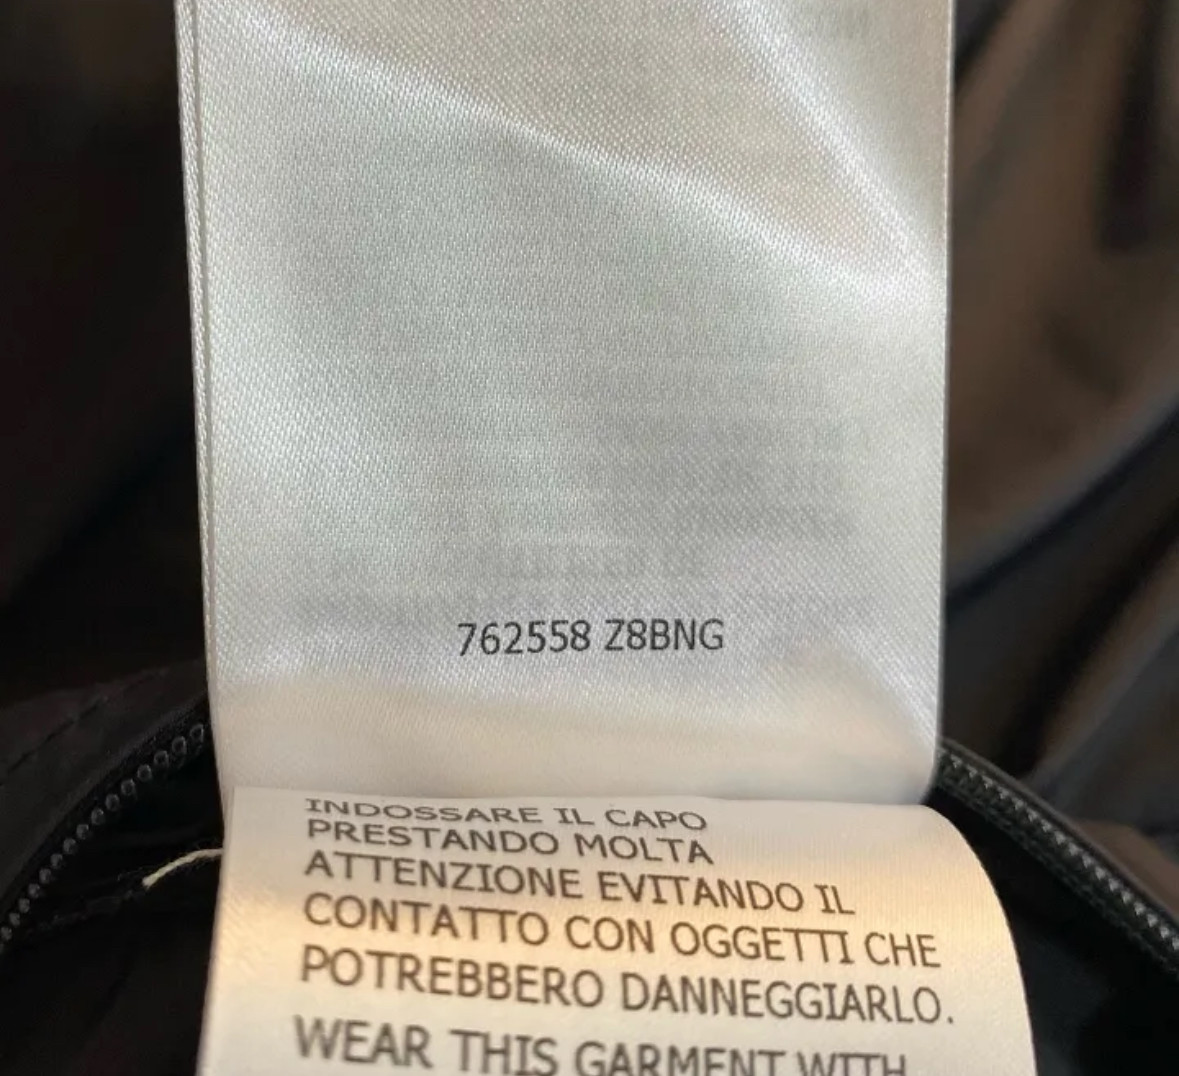 762558 Z8BNG
INDOSSARE IL CAPO
PRESTANDO MOLTA
ATTENZIONE EVITANDO IL
CONTATTO CON OGGETTI CHE
POTREBBERO DANNEGGIARLO.
WEAR THIS GARMENT WITH